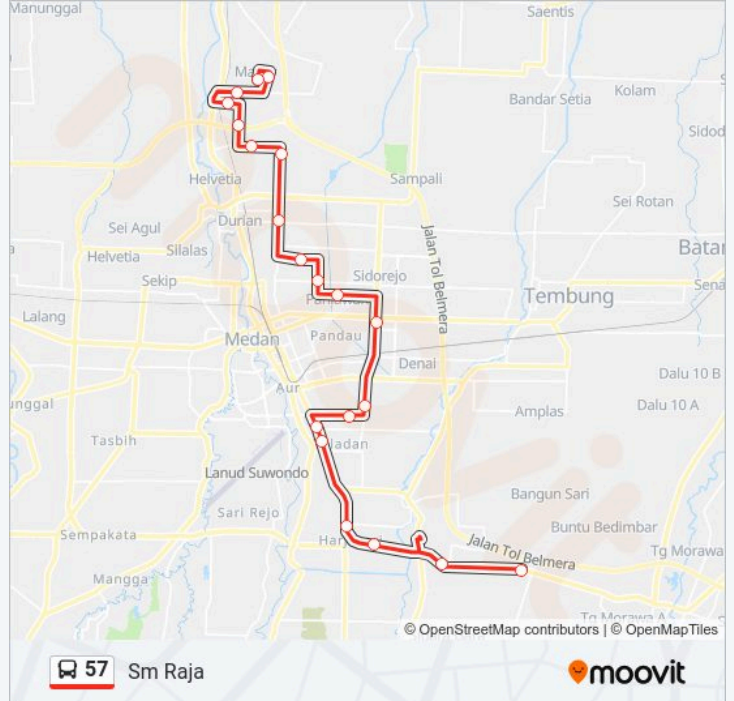 Manunggal
Saentis
Ma
Kolam
Bandar Setia
Sidod
Helvetia
Sampali
Sei Rotan
Durian
Sei Agul
Silalas
Helvetia
Jalan Tol Belmera
Batan
Sekip
Sidorejo
Sena
Tembung
Lalang
Medan
Pandau
Denai
Dalu 10 B
Aur
unggal
Dalu 10 A
Amplas
Tasbih
ladan
Lanud Suwondo
Bangun Sari
Sari Rejo
Buntu Bedimbar
Sempakata
Har
Jalan Tol Belmera
Tg Morawa
Mangga
Tg Morawa A
© OpenStreetMap contributors | © OpenMapTiles
57 Sm Raja
moovit